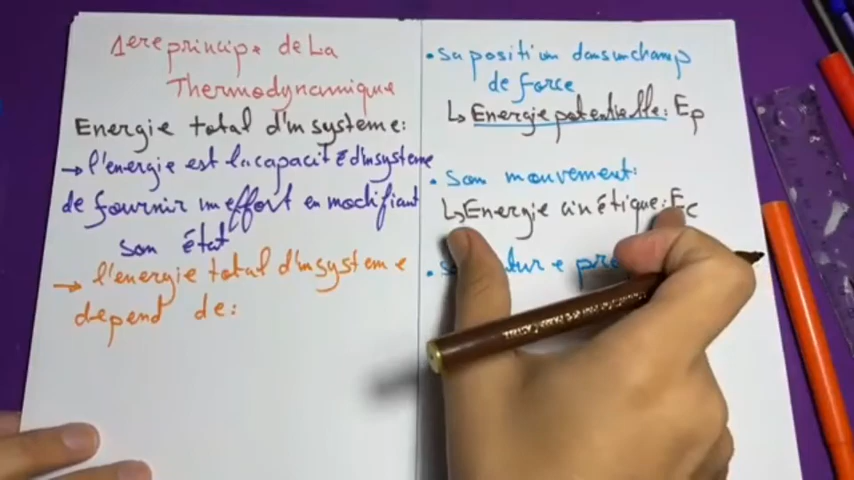 1ere principe de La
Thermodynamique
Energie total d'un systeme:
→ l'energie est la capacité d'un systeme
de fournir un effort en modifiant
son état
→ l'energie total d'un systeme
depend de:
• sa position dans un champ
de force
↳ Energie potentielle: Ep
• Son mouvement:
↳ Energie cinétique: Ec
•